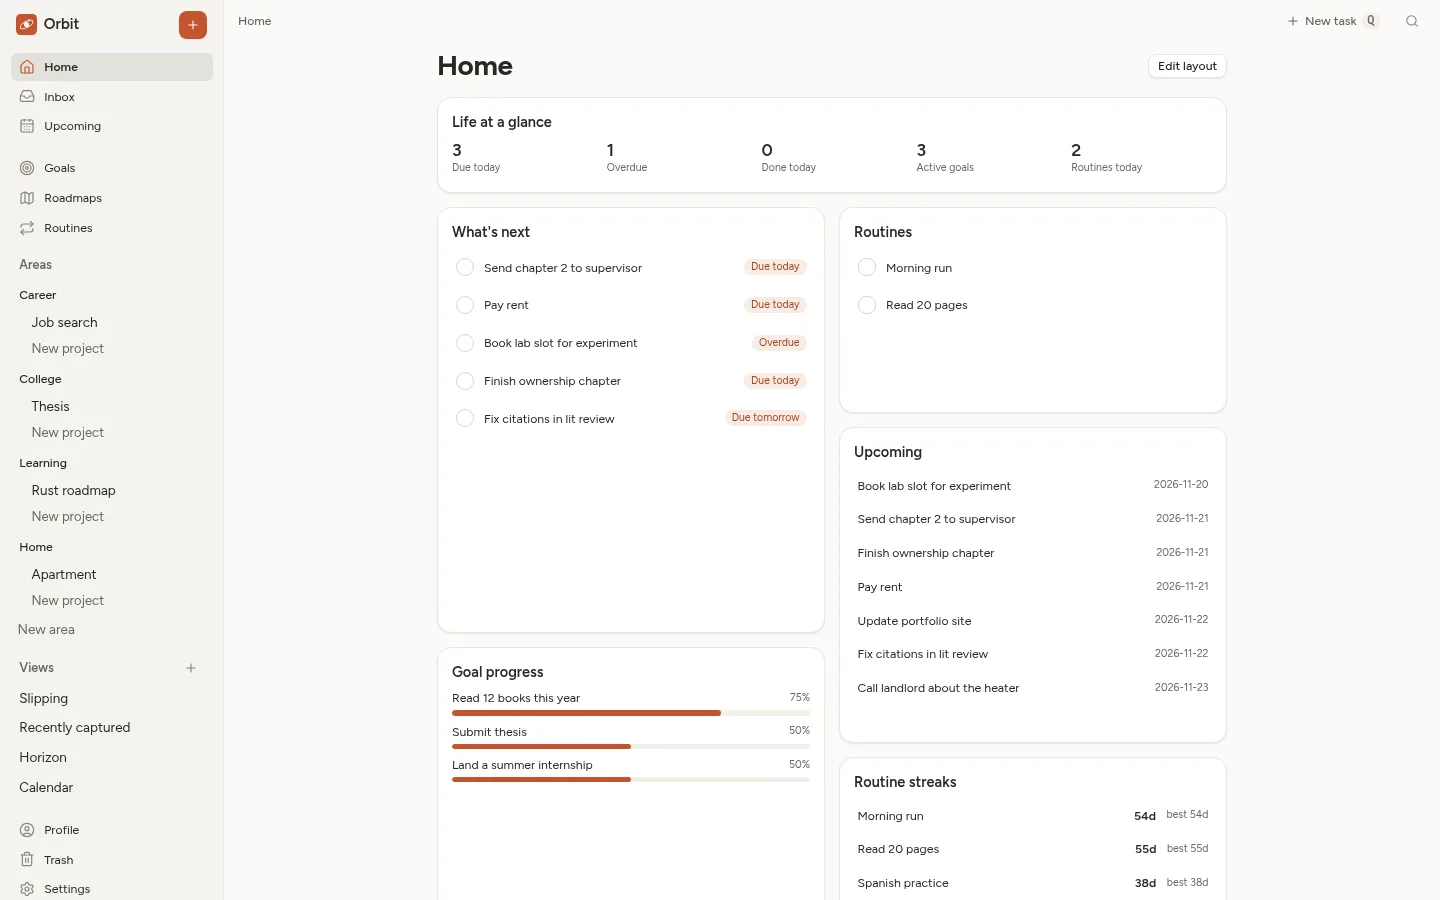 Orbit
Home
Inbox
Upcoming
Goals
Roadmaps
Routines
Areas
Career
Job search
New project
College
Thesis
New project
Learning
Rust roadmap
New project
Home
Apartment
New project
New area
Views
Slipping
Recently captured
Horizon
Calendar
Profile
Trash
Settings
Home
New task Q
Home
Edit layout
Life at a glance
3
Due today
1
Overdue
0
Done today
3
Active goals
2
Routines today
What's next
Send chapter 2 to supervisor Due today
Pay rent Due today
Book lab slot for experiment Overdue
Finish ownership chapter Due today
Fix citations in lit review Due tomorrow
Goal progress
Read 12 books this year 75%
Submit thesis 50%
Land a summer internship 50%
Routines
Morning run
Read 20 pages
Upcoming
Book lab slot for experiment 2026-11-20
Send chapter 2 to supervisor 2026-11-21
Finish ownership chapter 2026-11-21
Pay rent 2026-11-21
Update portfolio site 2026-11-22
Fix citations in lit review 2026-11-22
Call landlord about the heater 2026-11-23
Routine streaks
Morning run 54d best 54d
Read 20 pages 55d best 55d
Spanish practice 38d best 38d